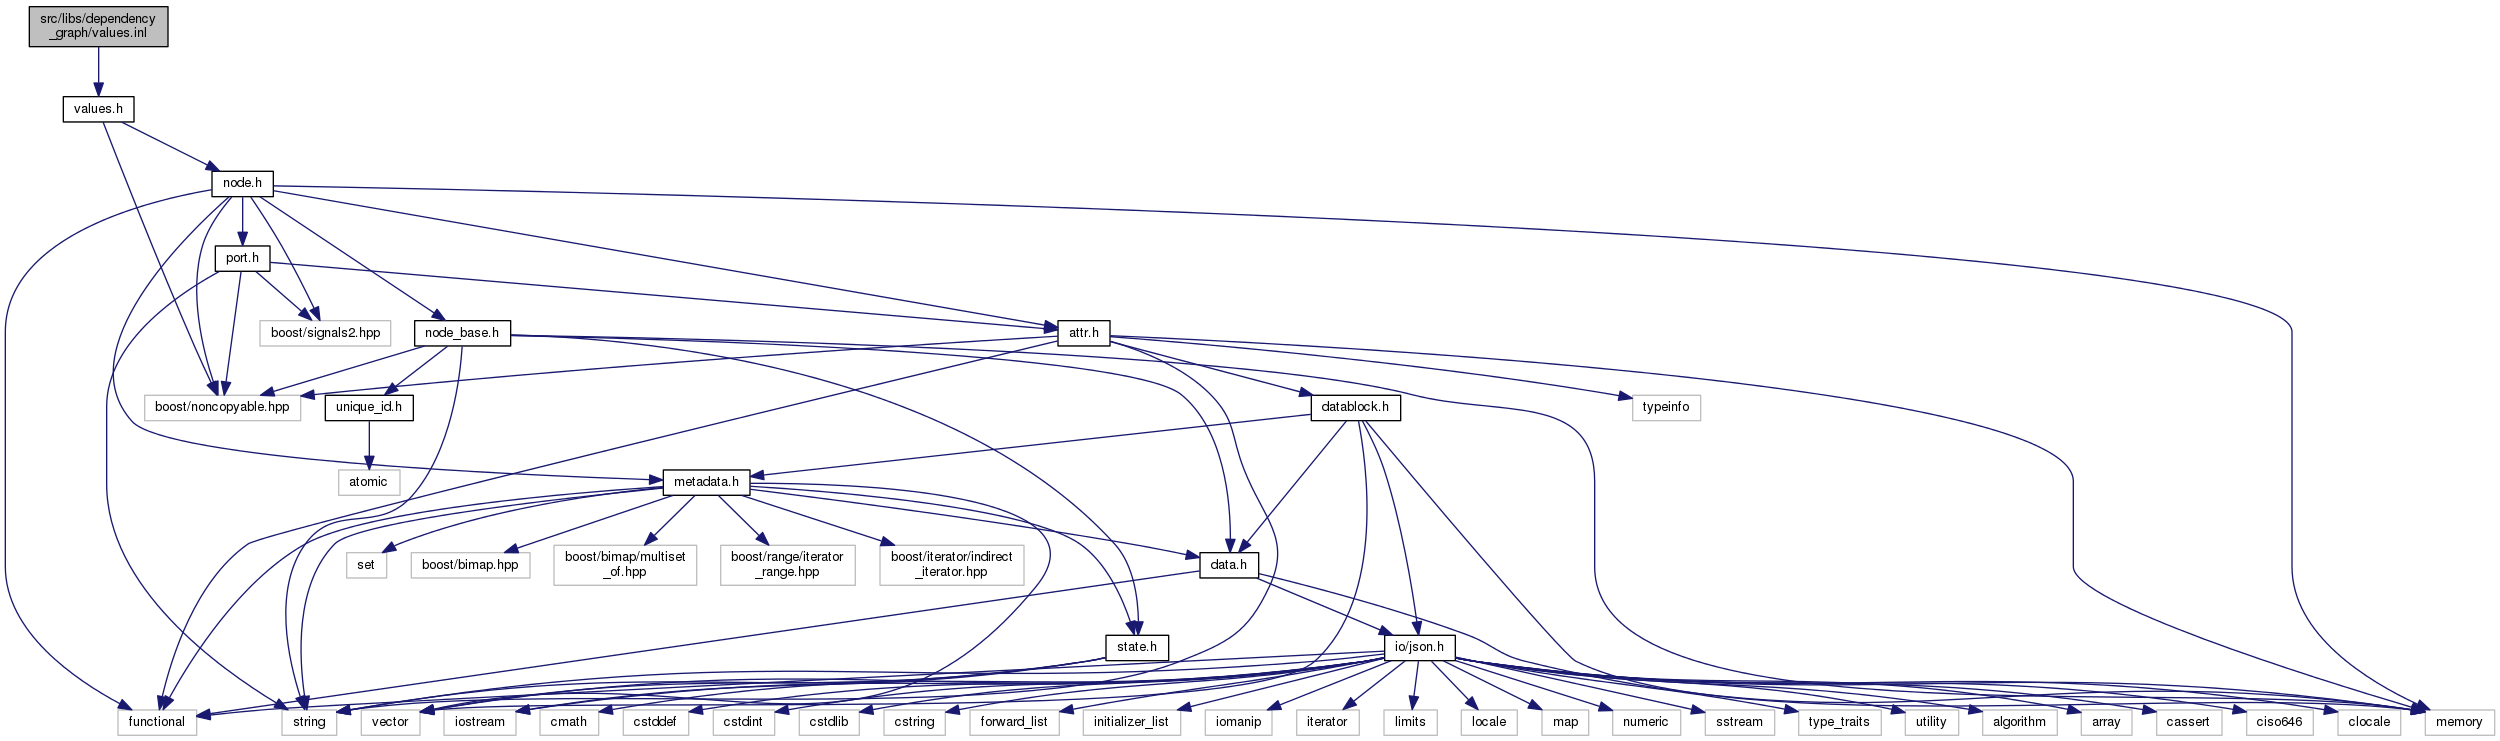 src/libs/dependency
_graph/values.inl
values.h
node.h
port.h
boost/signals2.hpp
node_base.h
attr.h
boost/noncopyable.hpp
unique_id.h
datablock.h
typeinfo
atomic
metadata.h
set
boost/bimap.hpp
boost/bimap/multiset
_of.hpp
boost/range/iterator
_range.hpp
boost/iterator/indirect
_iterator.hpp
data.h
state.h
io/json.h
functional
string
vector
iostream
cmath
cstddef
cstdint
cstdlib
cstring
forward_list
initializer_list
iomanip
iterator
limits
locale
map
numeric
sstream
type_traits
utility
algorithm
array
cassert
ciso646
clocale
memory